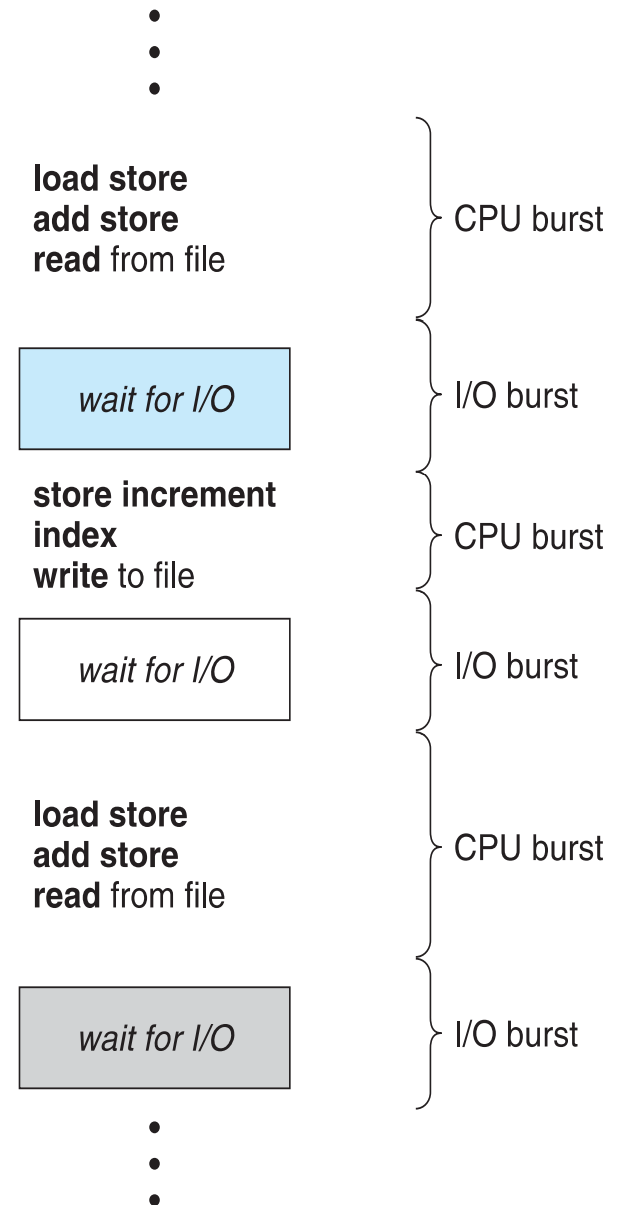 load store
add store
read from file
CPU burst
wait for I/O
I/O burst
store increment
index
write to file
CPU burst
wait for I/O
I/O burst
load store
add store
read from file
CPU burst
wait for I/O
I/O burst